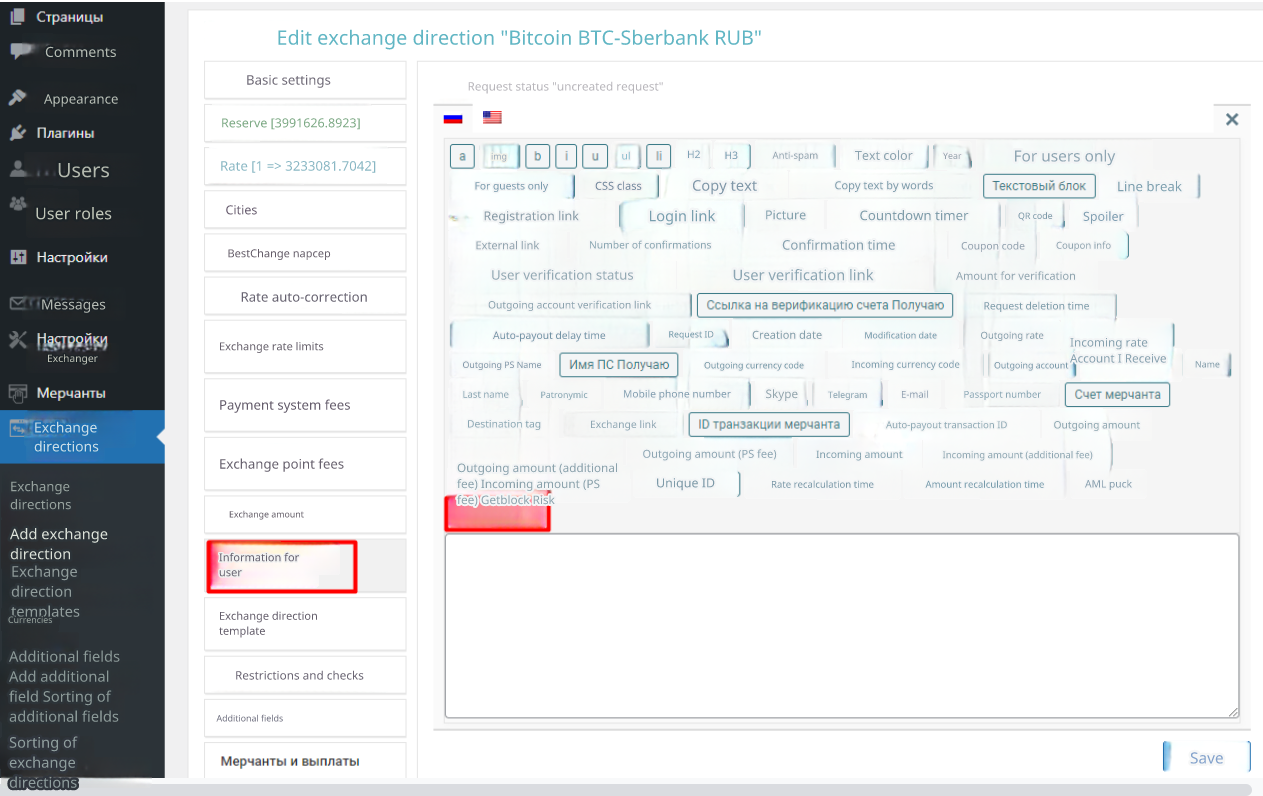 Страницы
Comments
Appearance
Плагины
Users
User roles
Настройки
Messages
Настройки
Exchanger
Мерчанты
Exchange
directions
Exchange
directions
Add exchange
direction
Exchange
direction
templates
Currencies
Additional fields
Add additional
field Sorting of
additional fields
Sorting of
exchange
directions
Edit exchange direction "Bitcoin BTC-Sberbank RUB"
Basic settings
Reserve [3991626.8923]
Rate [1 => 3233081.7042]
Cities
BestChange парсер
Rate auto-correction
Exchange rate limits
Payment system fees
Exchange point fees
Exchange amount
Information for
user
Exchange direction
template
Restrictions and checks
Additional fields
Мерчанты и выплаты
Request status "uncreated request"
a img b i u ul li H2 H3 Anti-spam Text color Year For users only
For guests only CSS class Copy text Copy text by words Текстовый блок Line break
Registration link Login link Picture Countdown timer QR code Spoiler
External link Number of confirmations Confirmation time Coupon code Coupon info
User verification status User verification link Amount for verification
Outgoing account verification link Ссылка на верификацию счета Получаю Request deletion time
Auto-payout delay time Request ID Creation date Modification date Outgoing rate Incoming rate
Account I Receive
Outgoing PS Name Имя ПС Получаю Outgoing currency code Incoming currency code Outgoing account Name
Last name Patronymic Mobile phone number Skype Telegram E-mail Passport number Счет мерчанта
Destination tag Exchange link ID транзакции мерчанта Auto-payout transaction ID Outgoing amount
Outgoing amount (PS fee) Incoming amount Incoming amount (additional fee)
Outgoing amount (additional
fee) Incoming amount (PS
fee) Getblock Risk
Unique ID Rate recalculation time Amount recalculation time AML риск
Save